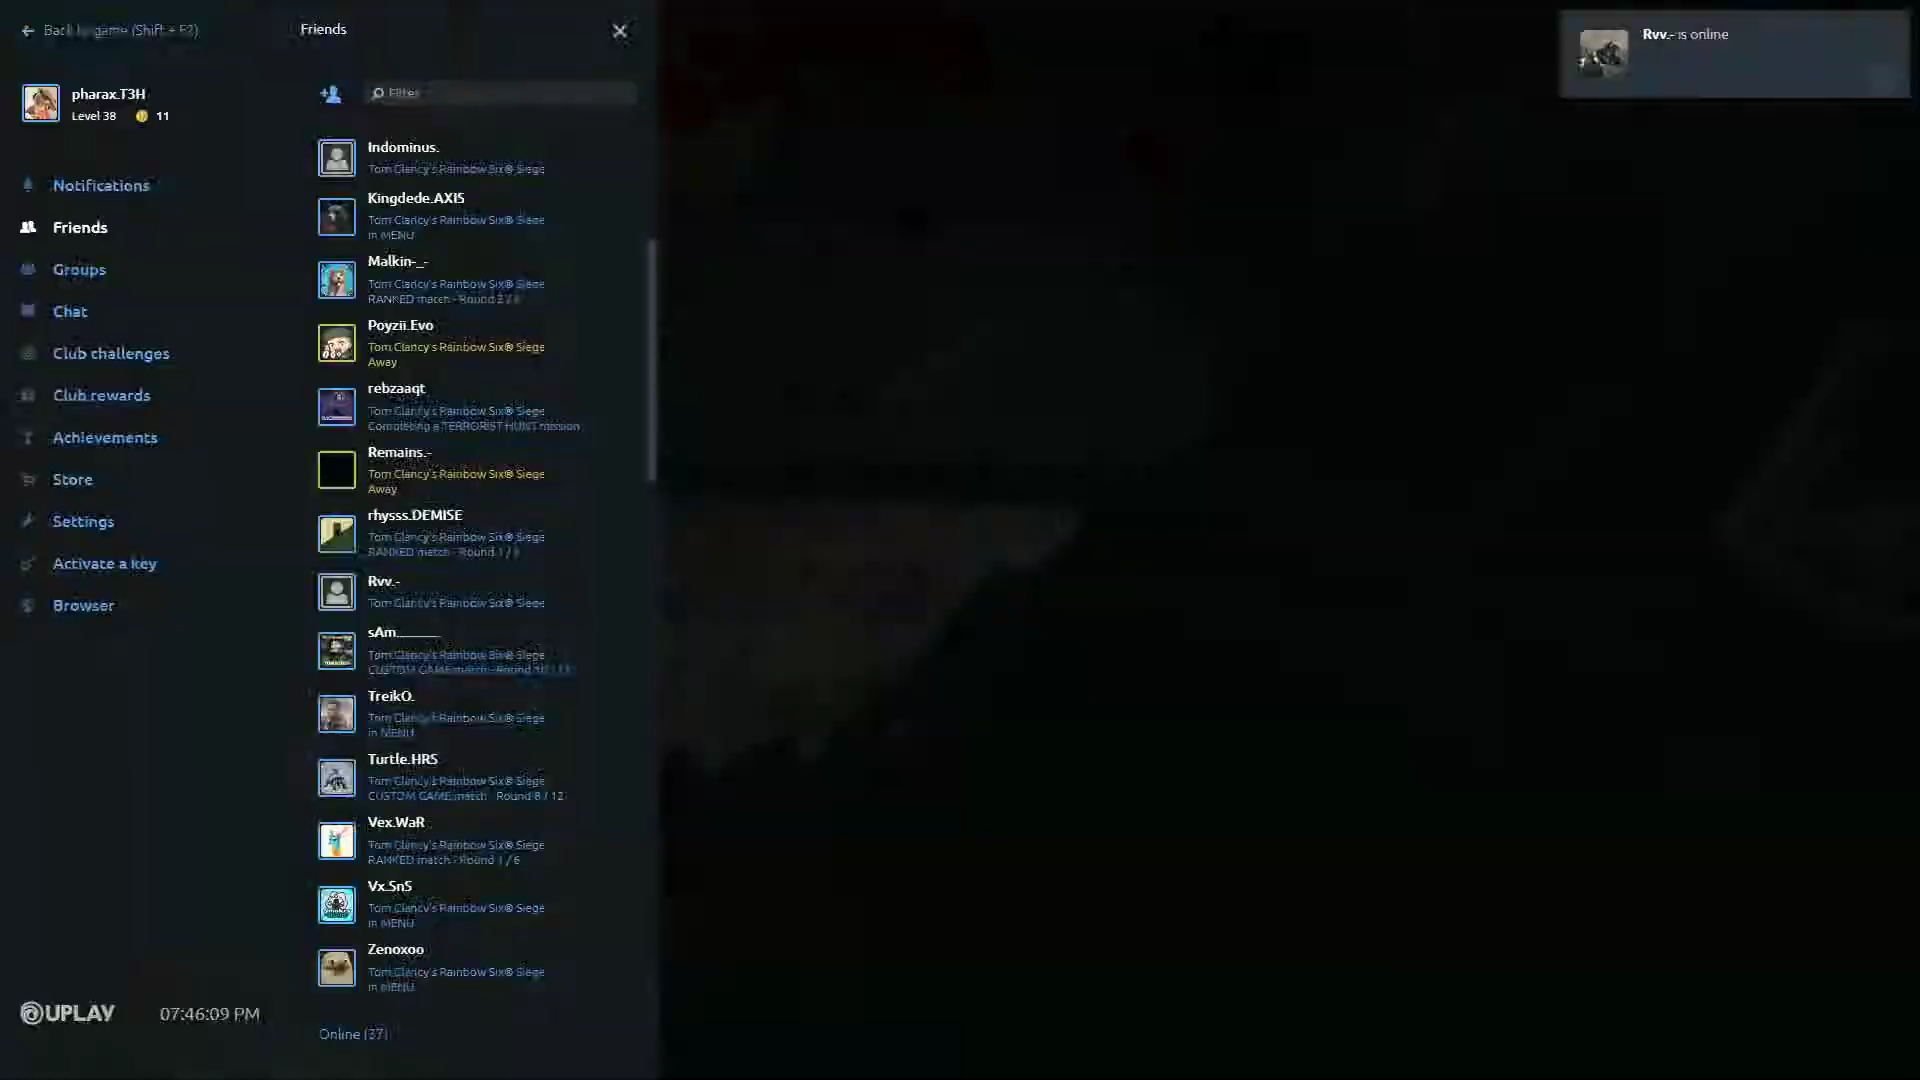 Back to game (Shift + F2)
Friends
pharax.T3H
Level 38 11
Filter
Notifications
Friends
Groups
Chat
Club challenges
Club rewards
Achievements
Store
Settings
Activate a key
Browser
Indominus.
Tom Clancy's Rainbow Six® Siege
Kingdede.AXIS
Tom Clancy's Rainbow Six® Siege
in MENU
Malkin-_-
Tom Clancy's Rainbow Six® Siege
RANKED match - Round
Poyzii.Evo
Tom Clancy's Rainbow Six® Siege
Away
rebzaaqt
Tom Clancy's Rainbow Six® Siege
Completing a TERRORIST HUNT mission
Remains.-
Tom Clancy's Rainbow Six® Siege
Away
rhysss.DEMISE
Tom Clancy's Rainbow Six® Siege
RANKED match - Round 1 /
Rvv.-
Tom Clancy's Rainbow Six® Siege
sAm._______
Tom Clancy's Rainbow Six® Siege
CUSTOM GAME match - Round
TreikO.
Tom Clancy's Rainbow Six® Siege
in MENU
Turtle.HRS
Tom Clancy's Rainbow Six® Siege
CUSTOM GAME match - Round 8 / 12
Vex.WaR
Tom Clancy's Rainbow Six® Siege
RANKED match - Round 1 / 6
Vx.SnS
Tom Clancy's Rainbow Six® Siege
in MENU
Zenoxoo
Tom Clancy's Rainbow Six® Siege
in MENU
Online (37)
UPLAY 07:46:09 PM
Rvv.- is online